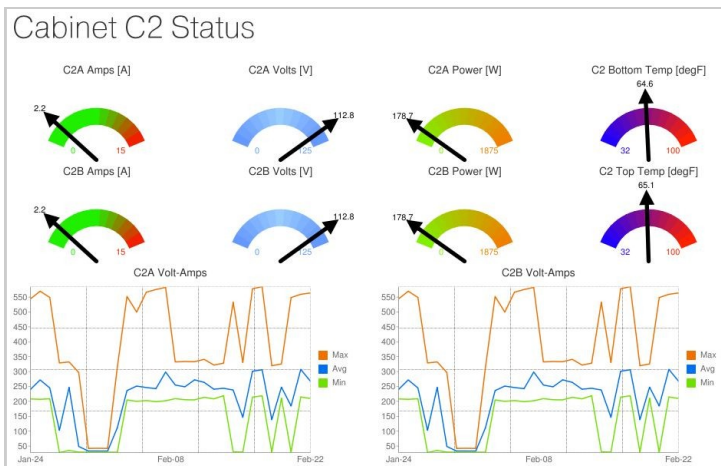 Cabinet C2 Status
C2A Amps [A]
C2A Volts [V]
C2A Power [W]
C2 Bottom Temp [degF]
2.2
112.8
178.7
64.6
0
15
0
125
0
1875
32
100
C2B Amps [A]
C2B Volts [V]
C2B Power [W]
C2 Top Temp [degF]
2.2
112.8
178.7
65.1
0
15
0
125
0
1875
32
100
C2A Volt-Amps
550
500
450
400
350
300
250
200
150
100
50
Jan-24
Feb-08
Max
Avg
Min
C2B Volt-Amps
550
500
450
400
350
300
250
200
150
100
50
Jan-24
Feb-08
Feb-22
Max
Avg
Min